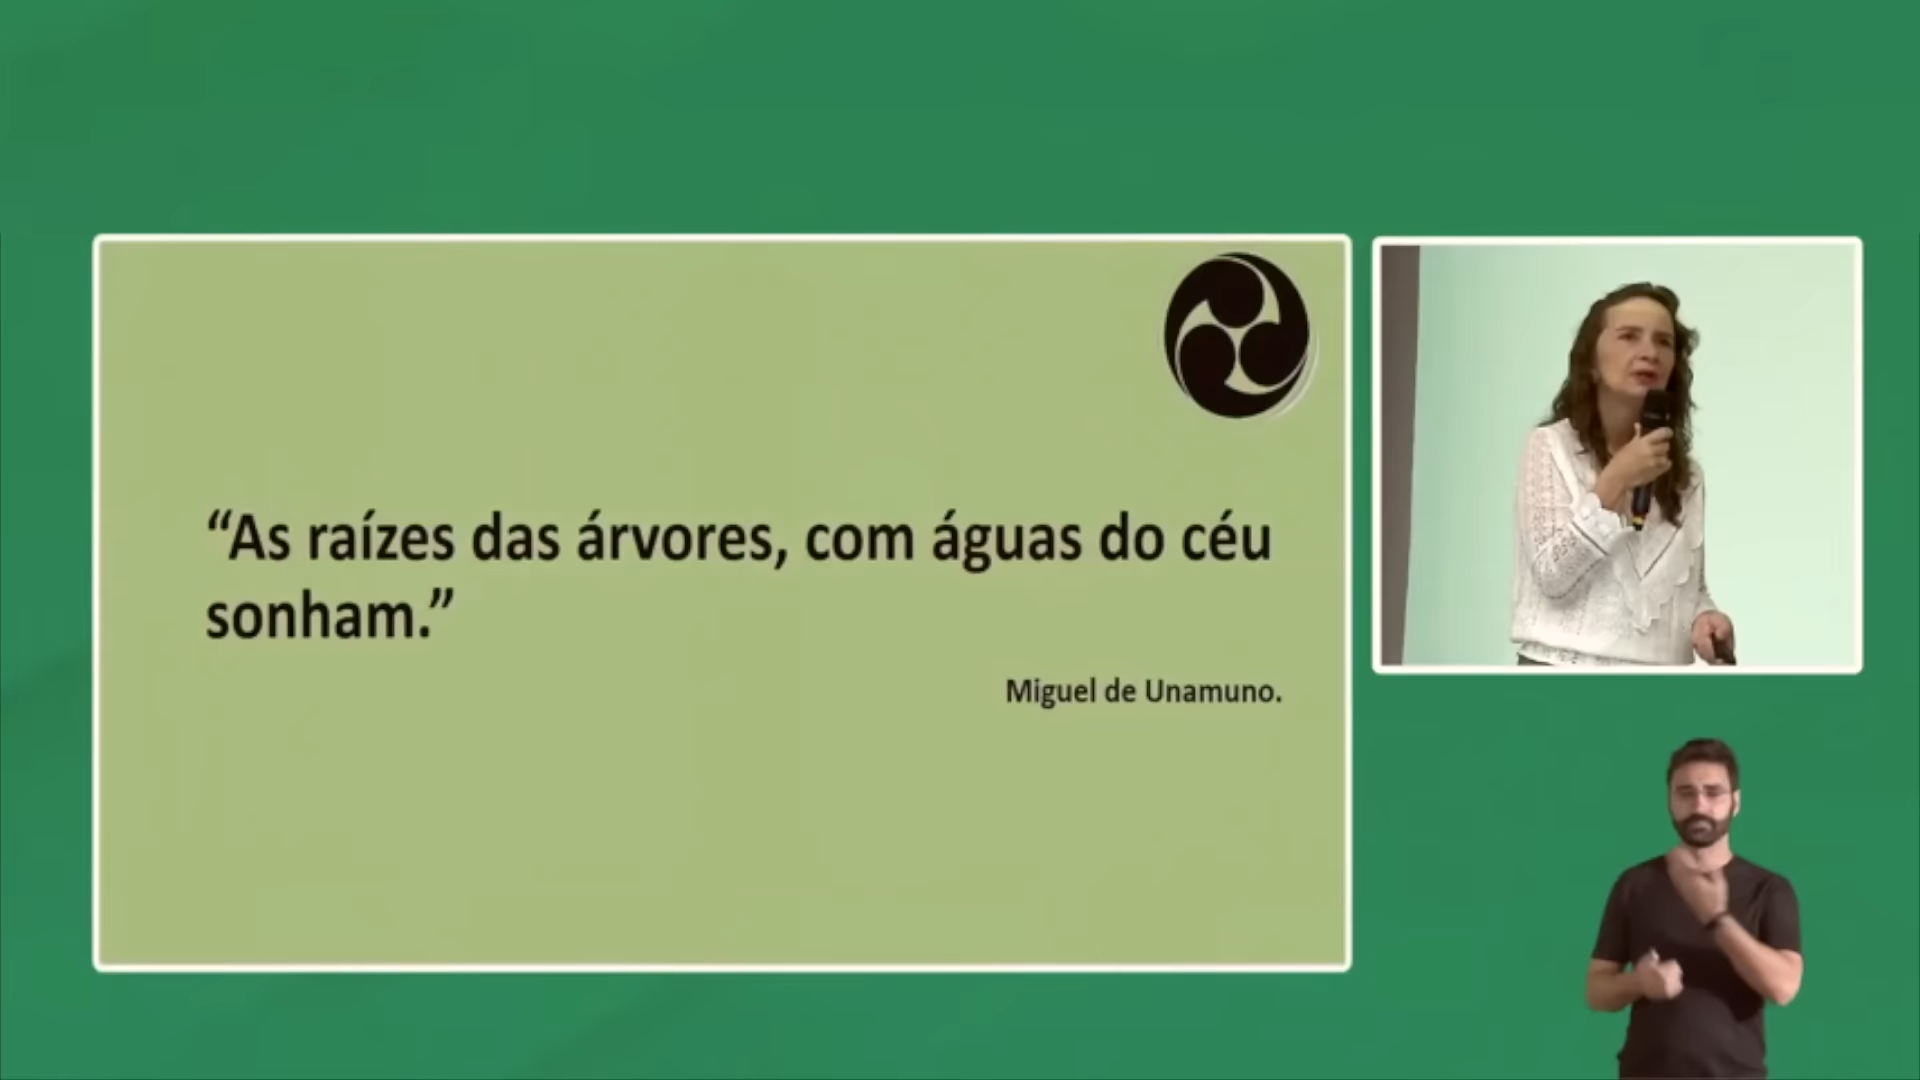 “As raízes das árvores, com águas do céu
sonham.”
Miguel de Unamuno.